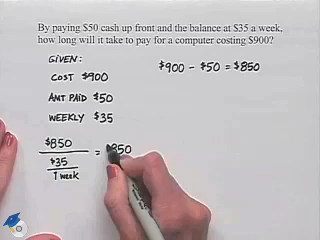 By paying $50 cash up front and the balance at $35 a week,
how long will it take to pay for a computer costing $900?
GIVEN:
COST $900
$900 - $50 = $850
AMT PAID $50
WEEKLY $35
$850
$35
1 week
= $850